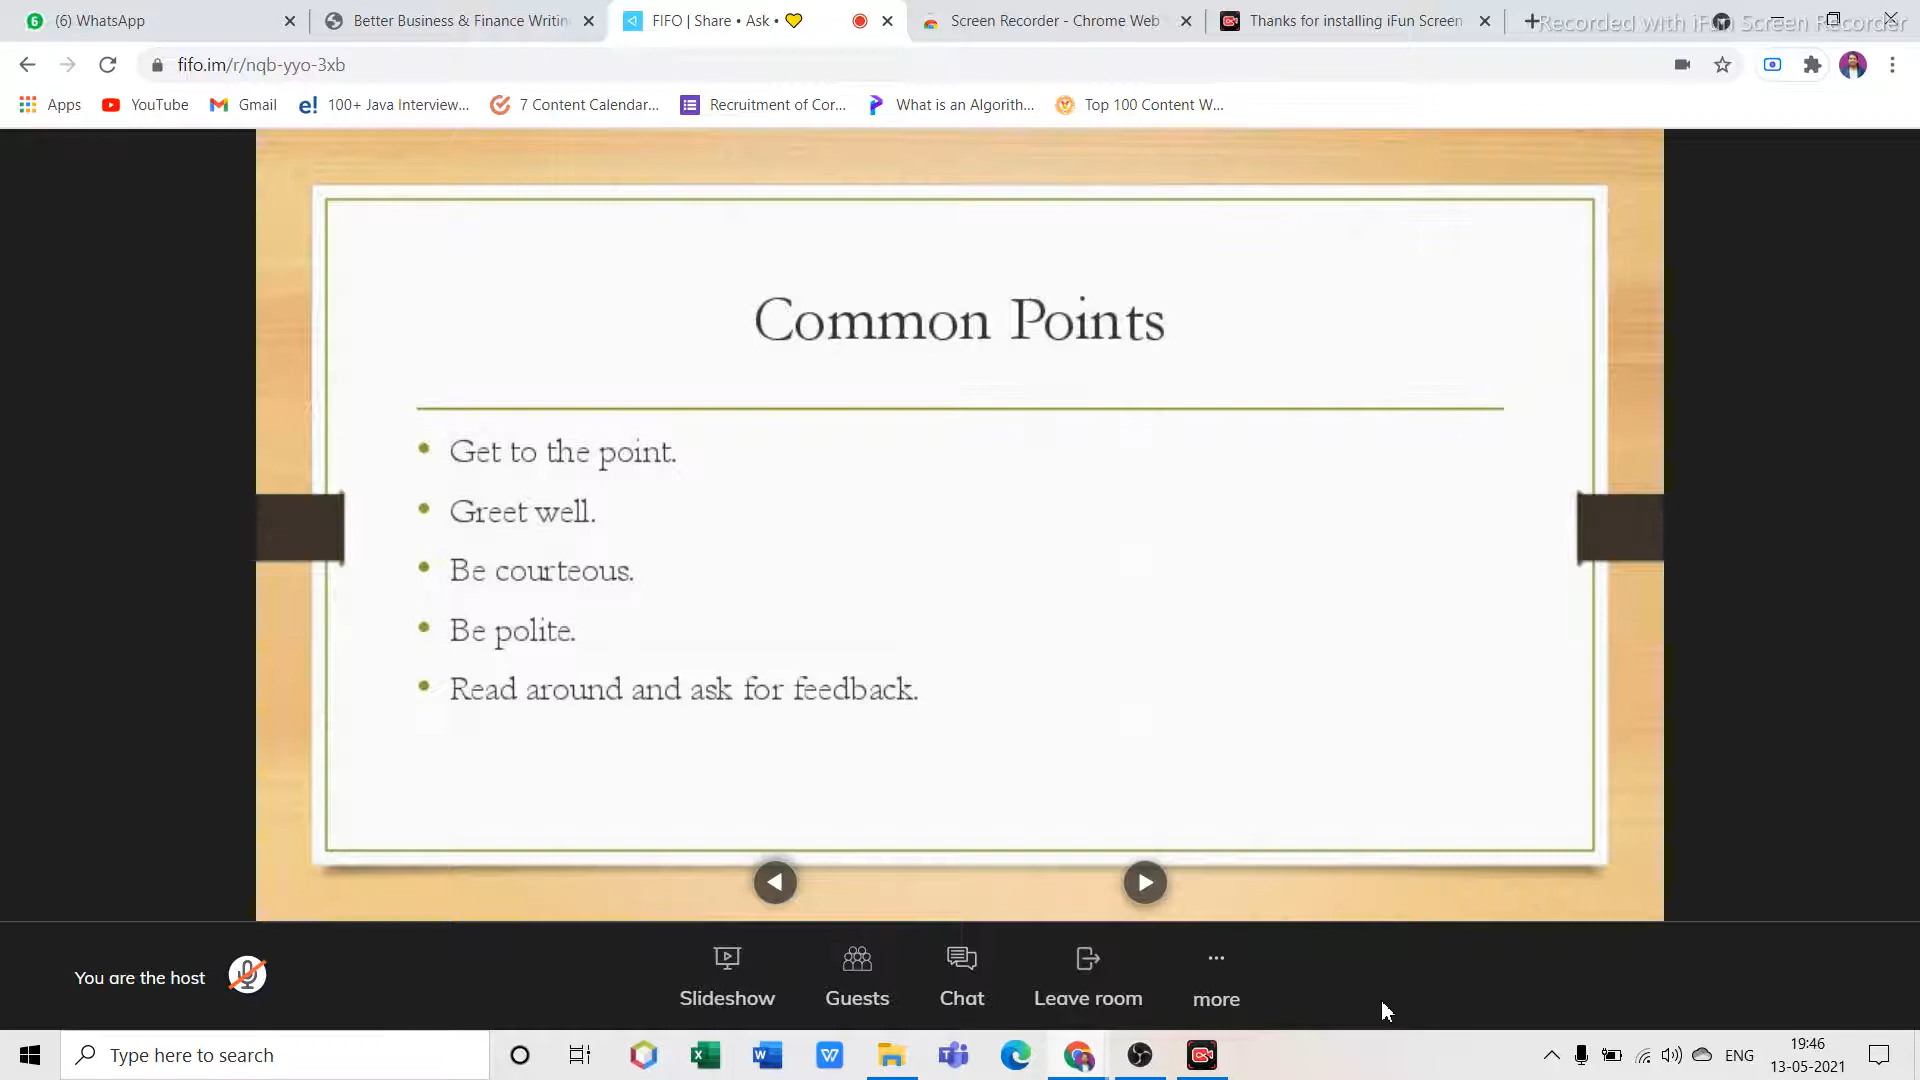 (6) WhatsApp
Better Business & Finance Writin
FIFO | Share • Ask • 💛
Screen Recorder - Chrome Web
Thanks for installing iFun Screen
Recorded with iFun Screen Recorder
fifo.im/r/nqb-yyo-3xb
Apps
YouTube
Gmail
100+ Java Interview...
7 Content Calendar...
Recruitment of Cor...
What is an Algorith...
Top 100 Content W...
Common Points
• Get to the point.
• Greet well.
• Be courteous.
• Be polite.
• Read around and ask for feedback.
You are the host
Slideshow
Guests
Chat
Leave room
more
Type here to search
ENG
19:46
13-05-2021